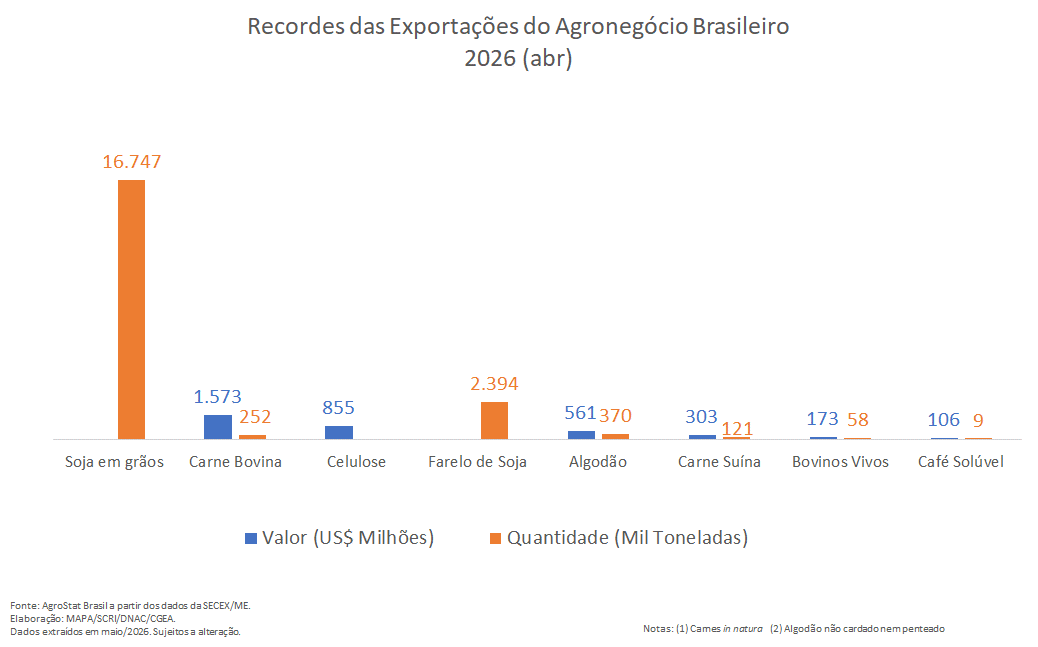 Recordes das Exportações do Agronegócio Brasileiro
2026 (abr)
16.747
1.573
252
855
2.394
561
370
303
121
173
58
106
9
Soja em grãos
Carne Bovina
Celulose
Farelo de Soja
Algodão
Carne Suína
Bovinos Vivos
Café Solúvel
Valor (US$ Milhões)
Quantidade (Mil Toneladas)
Fonte: AgroStat Brasil a partir dos dados da SECEX/ME.
Elaboração: MAPA/SCRI/DNAC/CGEA.
Dados extraídos em maio/2026. Sujeitos a alteração.
Notas: (1) Carnes in natura (2) Algodão não cardado nem penteado